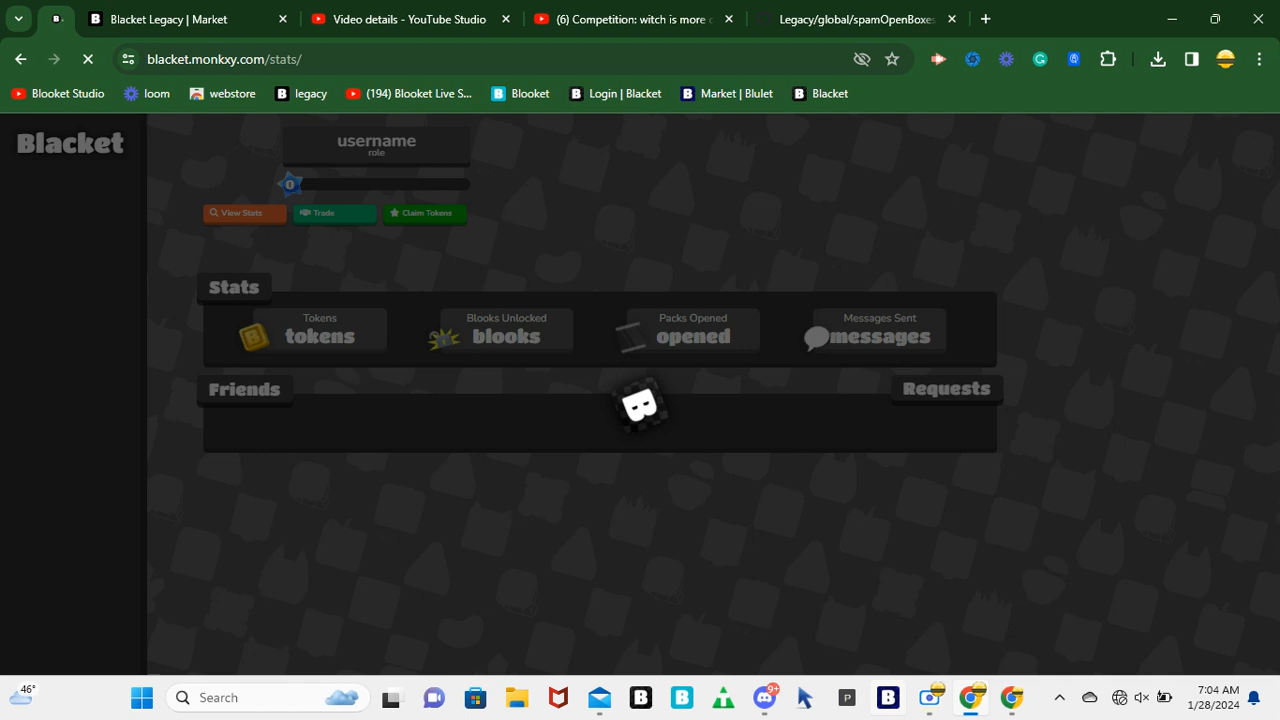 Blacket Legacy | Market
Video details - YouTube Studio
(6) Competition: witch is more c
Legacy/global/spamOpenBoxes
blacket.monkxy.com/stats/
Blooket Studio
loom
webstore
legacy
(194) Blooket Live S...
Blooket
Login | Blacket
Market | Blulet
Blacket
Blacket
username
role
0
View Stats
Trade
Claim Tokens
Stats
Tokens
tokens
Blooks Unlocked
blooks
Packs Opened
opened
Messages Sent
messages
Friends
Requests
46°
Search
9+
7:04 AM
1/28/2024